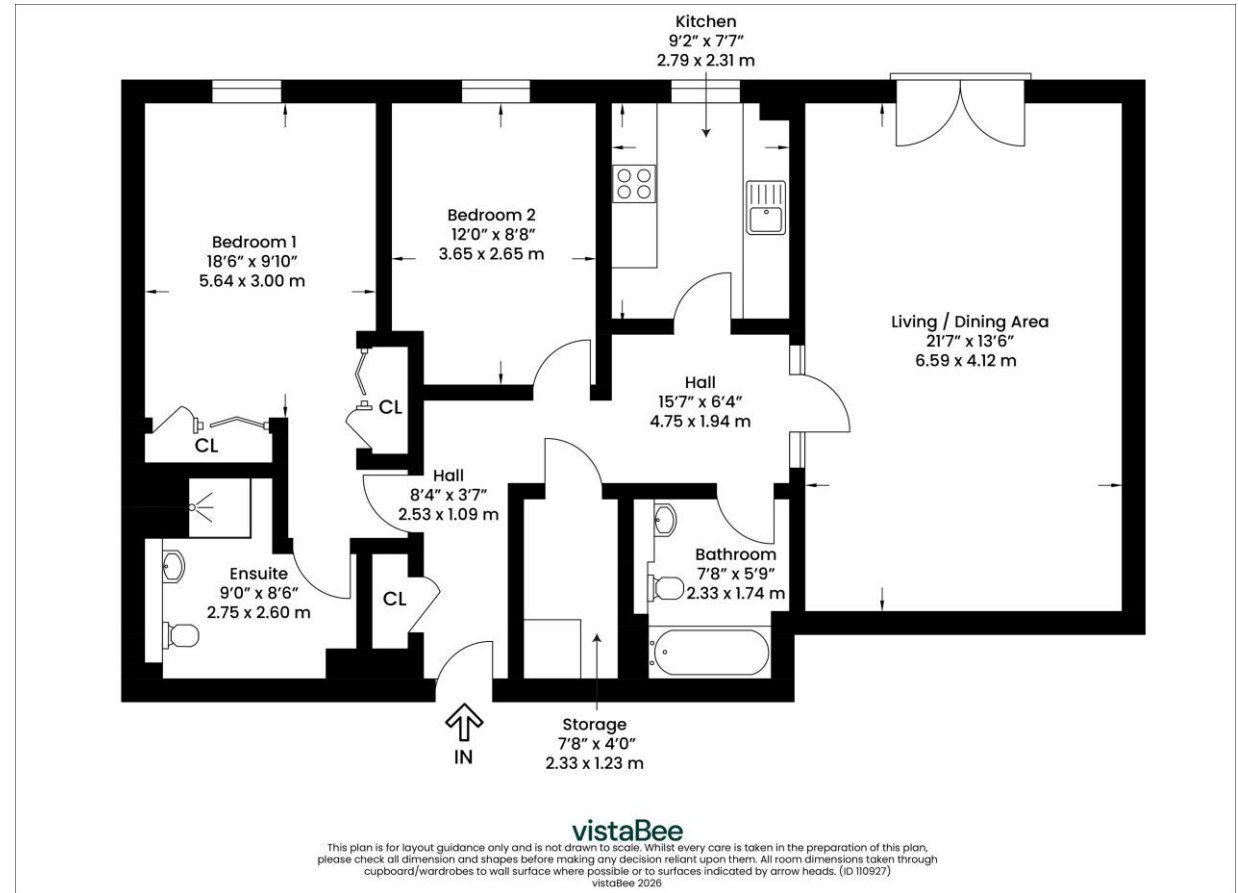 Kitchen
9'2" x 7'7"
2.79 x 2.31 m
Bedroom 1
18'6" x 9'10"
5.64 x 3.00 m
Bedroom 2
12'0" x 8'8"
3.65 x 2.65 m
Living / Dining Area
21'7" x 13'6"
6.59 x 4.12 m
Hall
15'7" x 6'4"
4.75 x 1.94 m
CL
CL
Hall
8'4" x 3'7"
2.53 x 1.09 m
Ensuite
9'0" x 8'6"
2.75 x 2.60 m
CL
Bathroom
7'8" x 5'9"
2.33 x 1.74 m
IN
Storage
7'8" x 4'0"
2.33 x 1.23 m
vistaBee
This plan is for layout guidance only and is not drawn to scale. Whilst every care is taken in the preparation of this plan,
please check all dimension and shapes before making any decision reliant upon them. All room dimensions taken through
cupboard/wardrobes to wall surface where possible or to surfaces indicated by arrow heads. (ID 110927)
vistaBee 2026